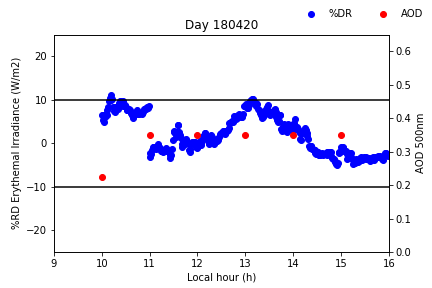 %DR AOD
Day 180420
%RD Erythemal Irradiance (W/m2)
20
10
0
−10
−20
0.6
0.5
0.4
0.3
0.2
0.1
0.0
AOD 500nm
9 10 11 12 13 14 15 16
Local hour (h)